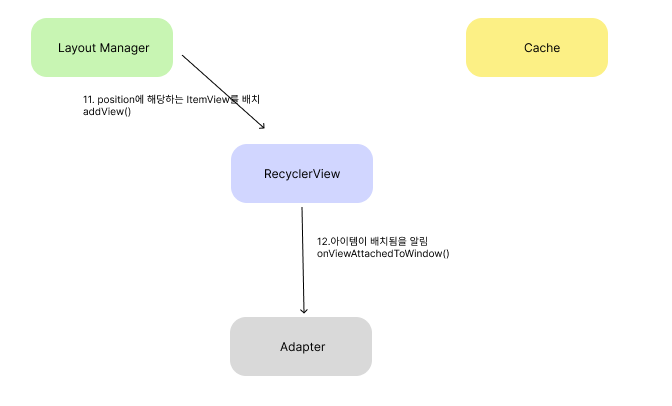 Layout Manager
Cache
11. position에 해당하는 ItemView를 배치
addView()
RecyclerView
12.아이템이 배치됨을 알림
onViewAttachedToWindow()
Adapter